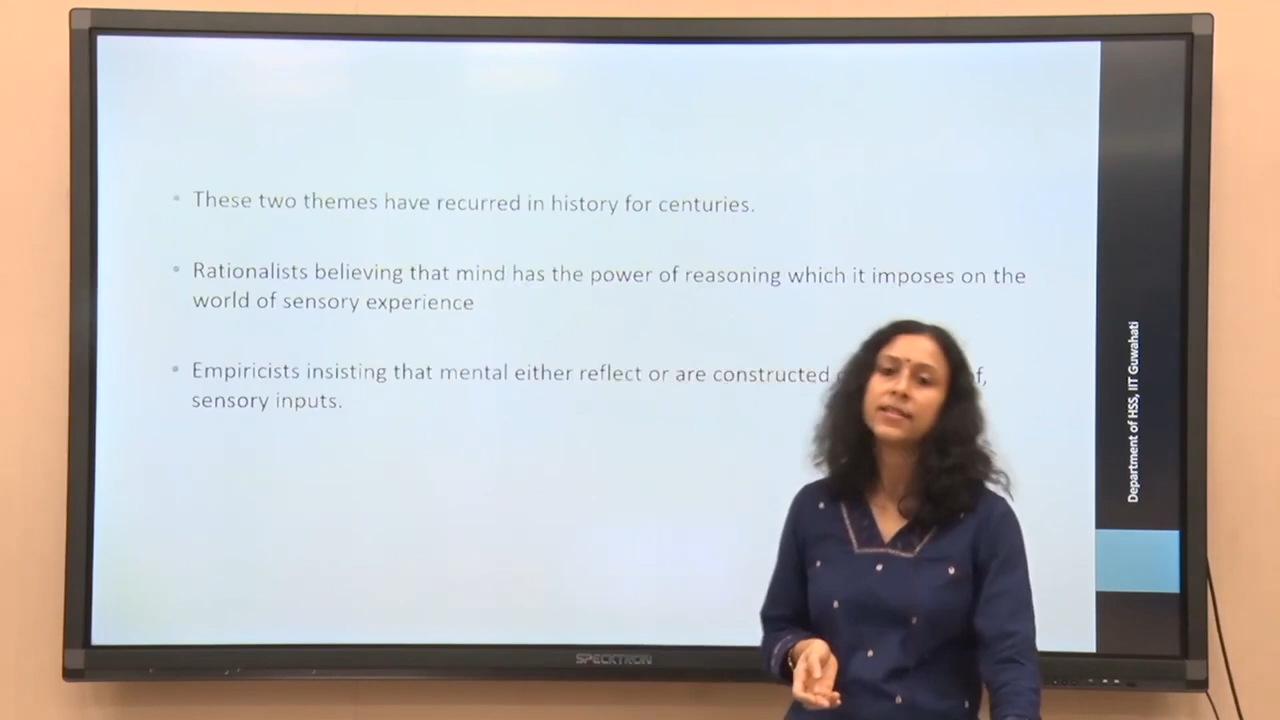 These two themes have recurred in history for centuries.
Rationalists believing that mind has the power of reasoning which it imposes on the
world of sensory experience
Empiricists insisting that mental either reflect or are constructed
sensory inputs.
Department of HSS, IIT Guwahati
SPECKTRON